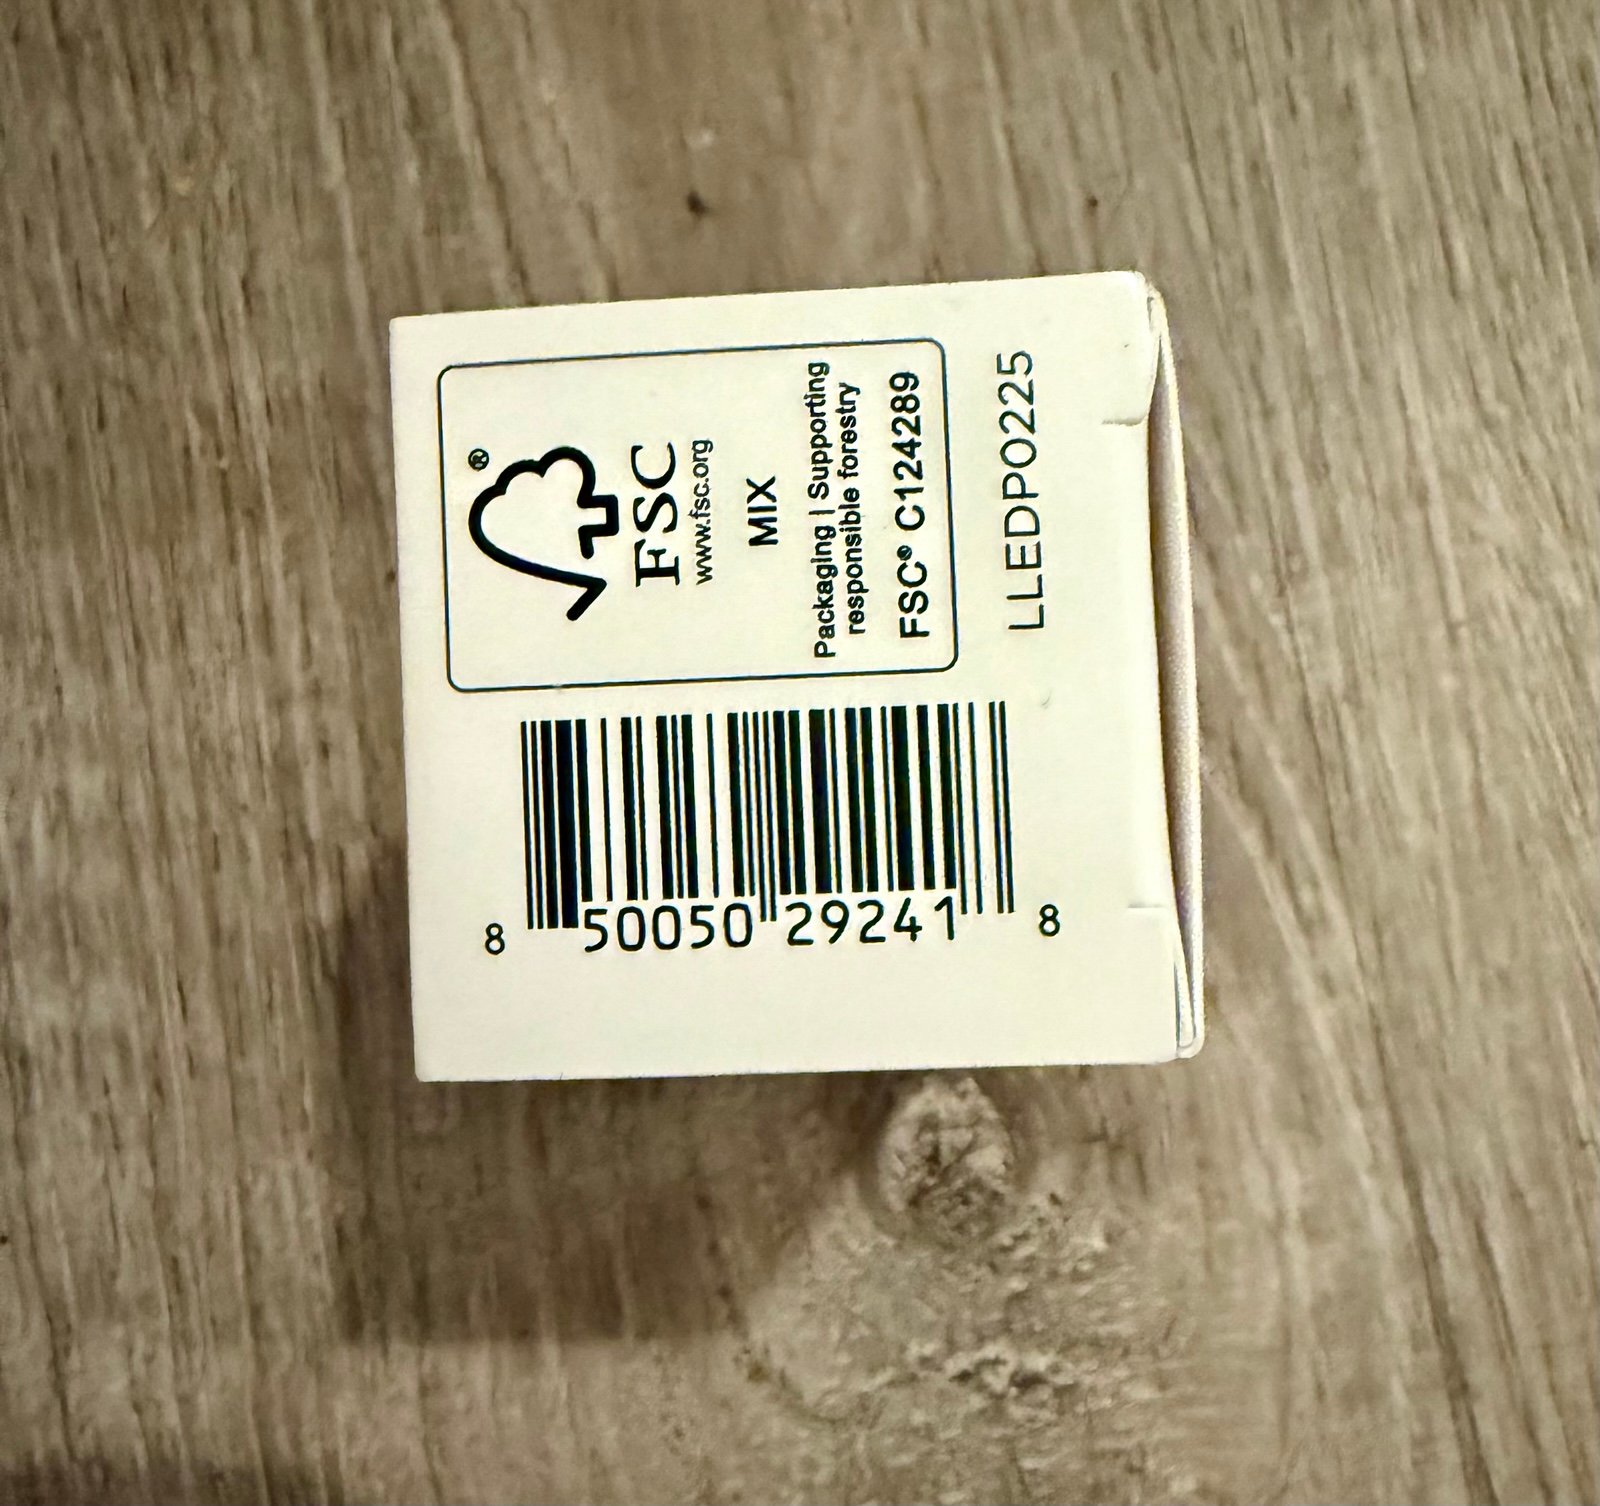 ®
FSC
www.fsc.org
MIX
Packaging | Supporting
responsible forestry
FSC® C124289
LLEDP0225
8 50050 29241 8